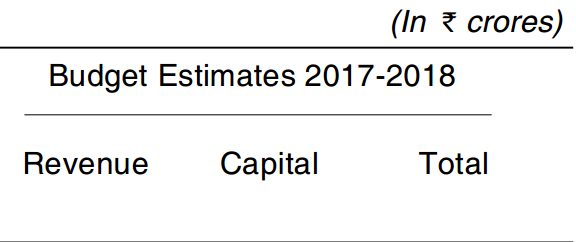 (In ₹ crores)
Budget Estimates 2017-2018
Revenue Capital Total